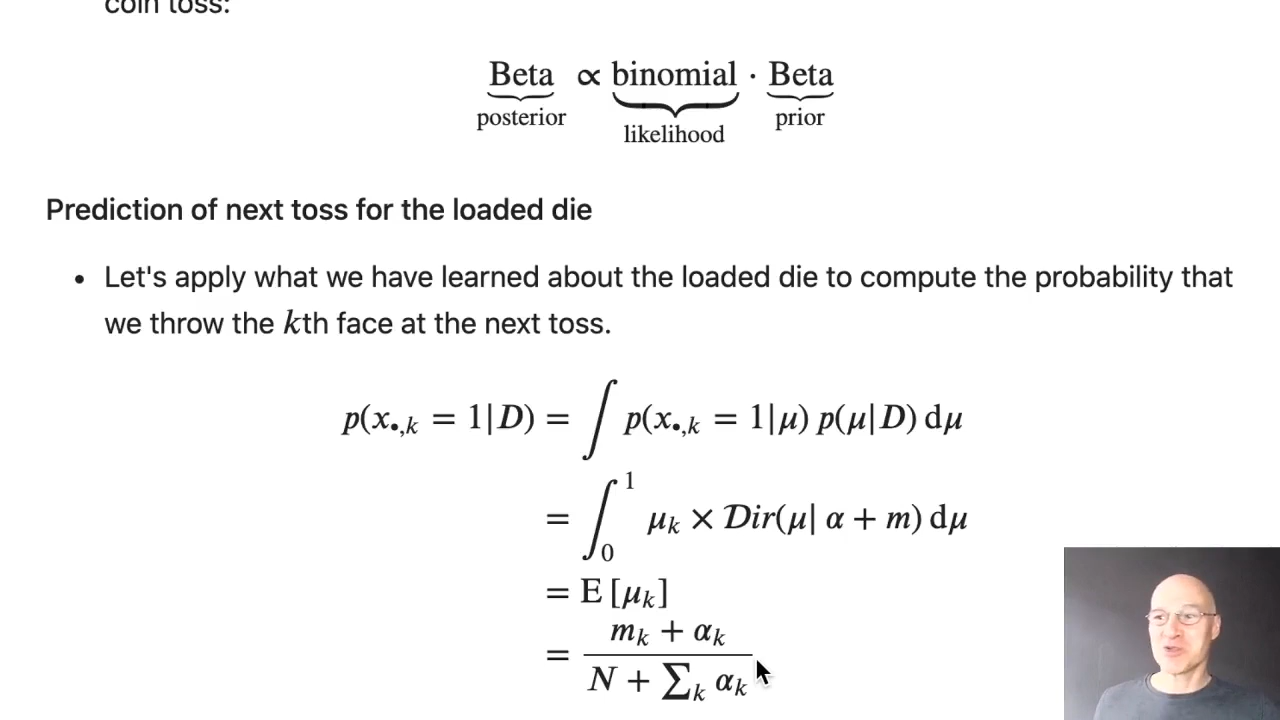 coin toss:
Beta ∝ binomial · Beta
posterior likelihood prior
Prediction of next toss for the loaded die
• Let's apply what we have learned about the loaded die to compute the probability that
we throw the kth face at the next toss.
p(x•,k = 1|D) = ∫ p(x•,k = 1|μ) p(μ|D) dμ
= ∫₀¹ μk × Dir(μ| α + m) dμ
= E [μk]
= (mk + αk) / (N + ∑k αk)